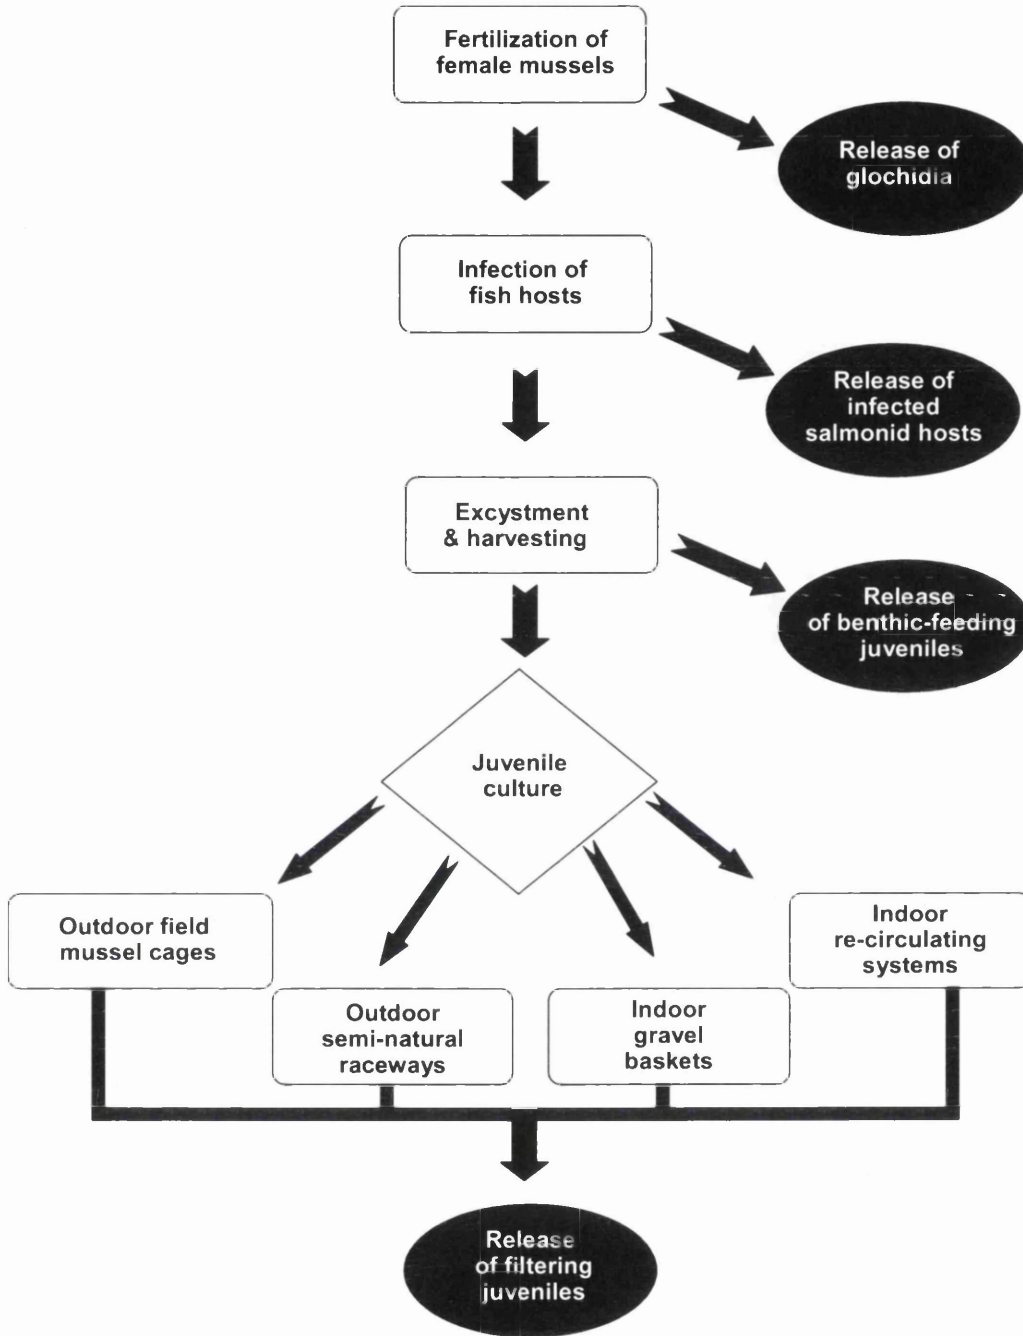 Fertilization of
female mussels
Release of
glochidia
Infection of
fish hosts
Release of
infected
salmonid hosts
Excystment
& harvesting
Release
of benthic-feeding
juveniles
Juvenile
culture
Outdoor field
mussel cages
Outdoor
semi-natural
raceways
Indoor
gravel
baskets
Indoor
re-circulating
systems
Release
of filtering
juveniles